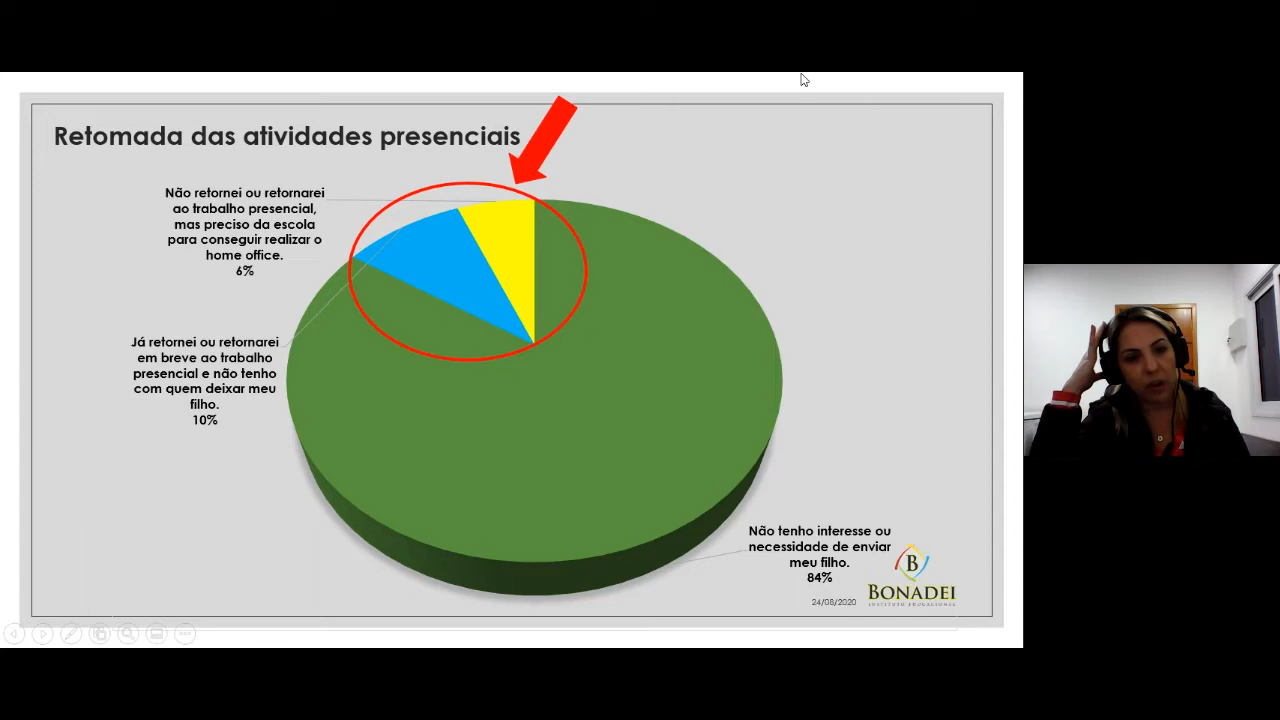 Retomada das atividades presenciais
Não retornei ou retornarei
ao trabalho presencial,
mas preciso da escola
para conseguir realizar o
home office.
6%
Já retornei ou retornarei
em breve ao trabalho
presencial e não tenho
com quem deixar meu
filho.
10%
Não tenho interesse ou
necessidade de enviar
meu filho.
84%
24/08/2020
B
BONADEI
INSTITUTO EDUCACIONAL